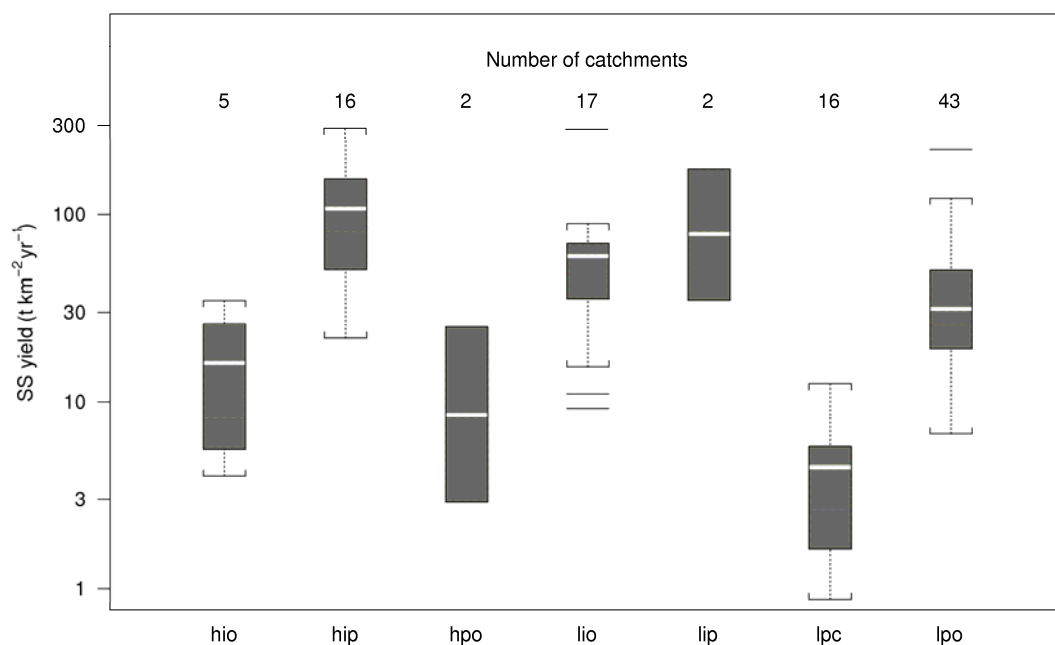 Number of catchments
5 16 2 17 2 16 43
300
100
30
10
3
1
SS yield (t km⁻² yr⁻¹)
hio hip hpo lio lip lpc lpo